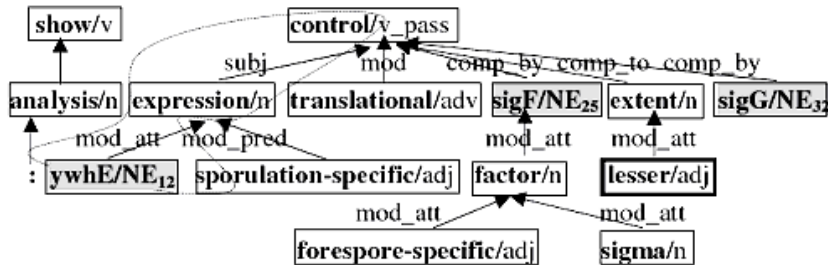 show/v control/v_pass
subj mod comp_by comp_to comp_by
analysis/n expression/n translational/adv sigF/NE25 extent/n sigG/NE32
mod_att mod_pred mod_att mod_att
: ywhE/NE12 sporulation-specific/adj factor/n lesser/adj
mod_att mod_att
forespore-specific/adj sigma/n